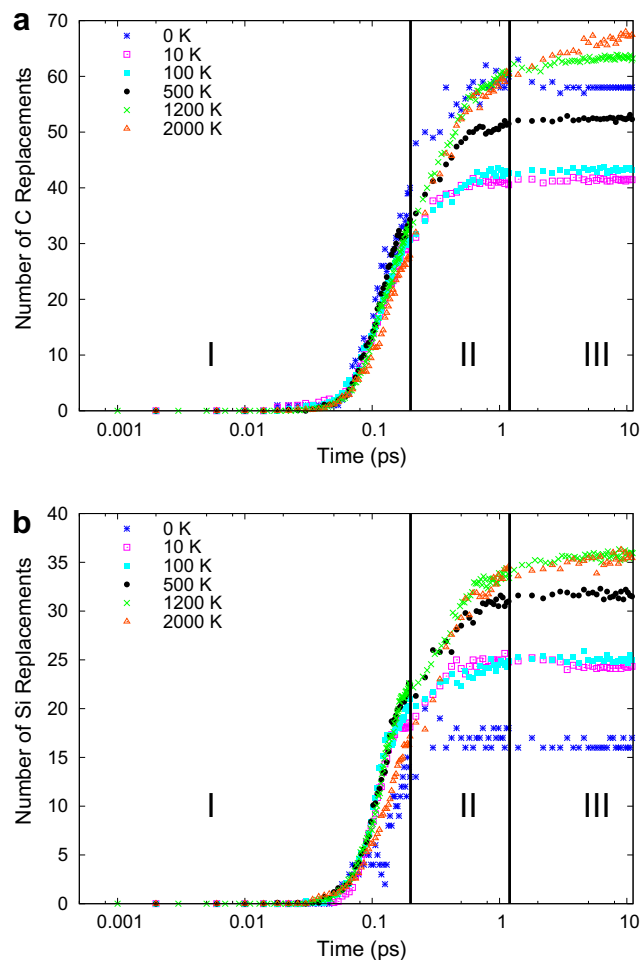 a
70
60
50
40
30
20
10
0
Number of C Replacements
0 K
10 K
100 K
500 K
1200 K
2000 K
I
II
III
0.001
0.01
0.1
1
10
Time (ps)
b
40
35
30
25
20
15
10
5
0
Number of Si Replacements
0 K
10 K
100 K
500 K
1200 K
2000 K
I
II
III
0.001
0.01
0.1
1
10
Time (ps)